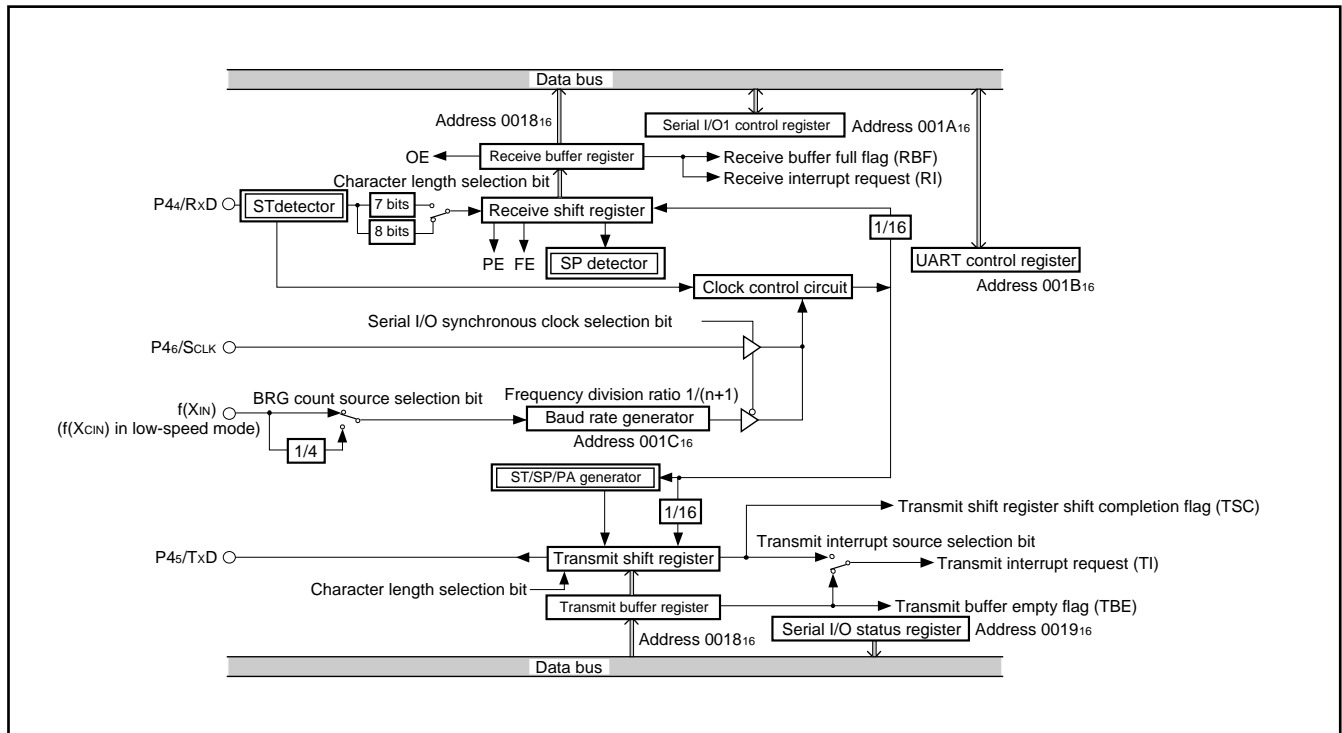 Data bus
Address 0018₁₆
Serial I/O1 control register
Address 001A₁₆
OE
Receive buffer register
Receive buffer full flag (RBF)
Receive interrupt request (RI)
Character length selection bit
P4₄/RxD
STdetector
7 bits
8 bits
Receive shift register
1/16
PE
FE
SP detector
UART control register
Address 001B₁₆
Clock control circuit
Serial I/O synchronous clock selection bit
P4₆/SCLK
BRG count source selection bit
Frequency division ratio 1/(n+1)
f(XIN)
(f(XCIN) in low-speed mode)
Baud rate generator
Address 001C₁₆
1/4
ST/SP/PA generator
1/16
Transmit shift register shift completion flag (TSC)
Transmit interrupt source selection bit
P4₅/TxD
Transmit shift register
Transmit interrupt request (TI)
Character length selection bit
Transmit buffer register
Transmit buffer empty flag (TBE)
Address 0018₁₆
Serial I/O status register
Address 0019₁₆
Data bus